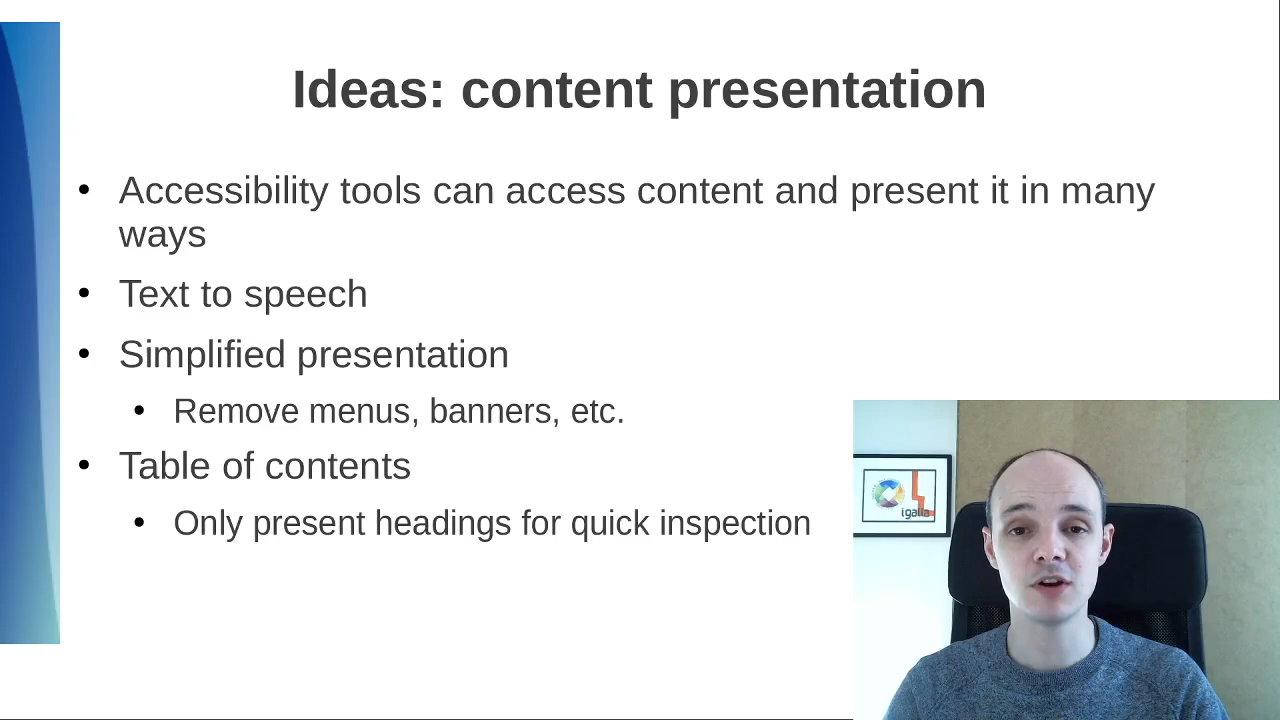 Ideas: content presentation
• Accessibility tools can access content and present it in many
ways
• Text to speech
• Simplified presentation
• Remove menus, banners, etc.
• Table of contents
• Only present headings for quick inspection
igalia